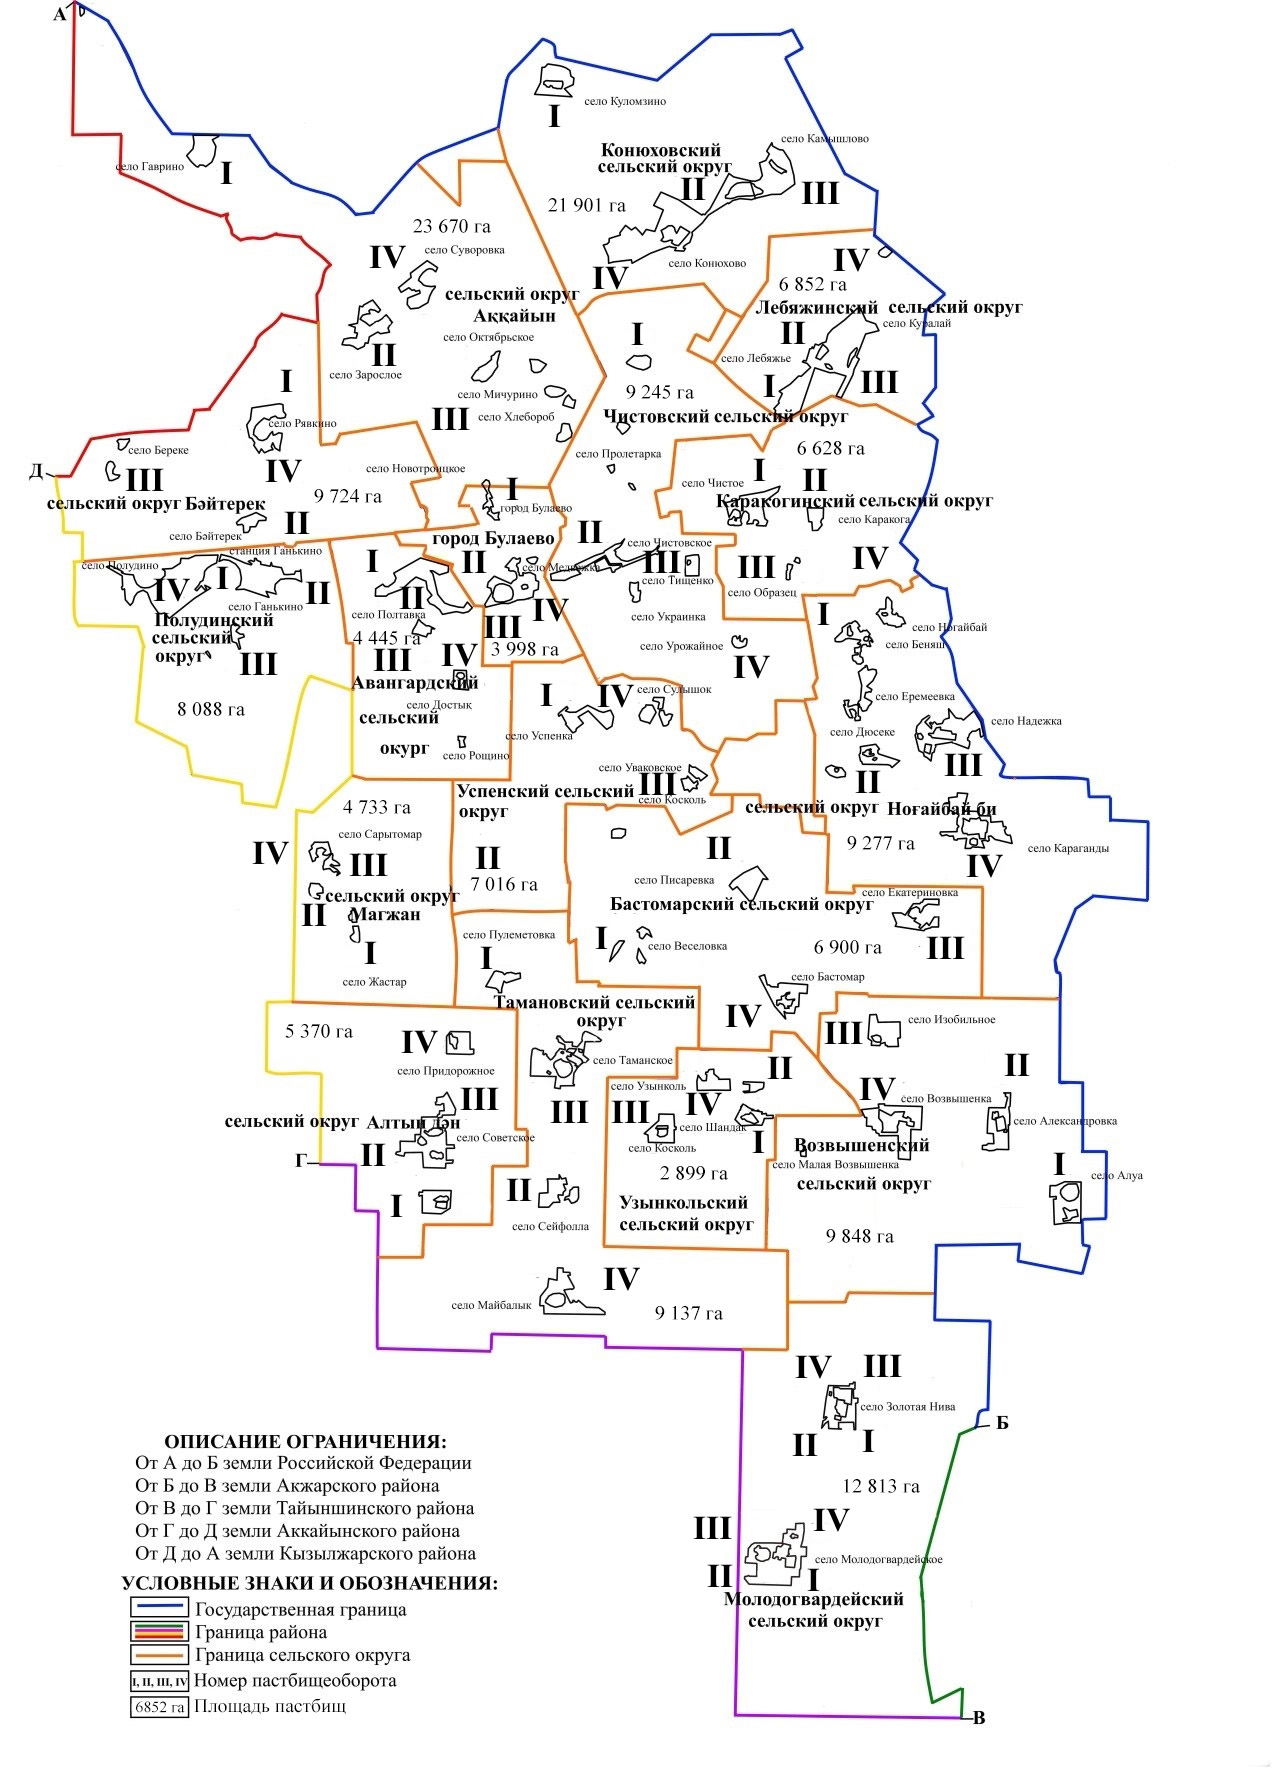 А
село Куломзино
I
село Камышлово
Конюховский
сельский округ
село Гаврино
I
II
III
21 901 га
23 670 га
IV
село Суворовка
село Конюхово
IV
IV
6 852 га
сельский округ
Аққайын
Лебяжинский сельский округ
село Куралай
село Октябрьское
I
II
село Лебяжье
II
село Зарослое
I
III
I
село Мичурино
9 245 га
III
село Хлебороб
Чистовский сельский округ
село Рявкино
село Береке
6 628 га
село Пролетарка
Д
III
IV
село Новотроицкое
I
II
село Чистое
9 724 га
I
сельский округ Бәйтерек
город Булаево
Каракогинский сельский округ
село Каракога
село Бәйтерек
II
город Булаево
II
село Чистовское
станция Ганькино
село Полудино
I
II
село Медвежка
III
III
IV
село Тищенко
IV
I
II
село Ганькино
II
село Образец
село Полтавка
IV
I
Полудинский
сельский
округ
III
село Украинка
село Ногайбай
4 445 га
III
3 998 га
село Урожайное
село Беняш
III
IV
IV
Авангардский
село Достык
I
IV
село Сулышок
село Еремеевка
8 088 га
сельский
округ
село Рощино
село Успенка
село Дюсеке
село Надежка
село Уваковское
III
III
II
Успенский сельский
округ
село Косколь
сельский округ Ноғайбай би
4 733 га
село Сарытомар
9 277 га
село Караганды
IV
III
II
II
IV
7 016 га
село Писаревка
сельский округ
Мағжан
II
Бастомарский сельский округ
село Екатериновка
село Пулеметовка
I
село Веселовка
6 900 га
III
I
I
село Жастар
село Бастомар
Тамановский сельский
округ
IV
5 370 га
IV
III
село Изобильное
село Придорожное
село Таманское
II
II
село Узынколь
III
III
III
IV
IV
село Возвышенка
сельский округ Алтын дән
село Советское
село Шандак
I
село Александровка
село Косколь
Возвышенский
сельский округ
Г
II
село Малая Возвышенка
I
село Алуа
2 899 га
I
II
Узынкольский
сельский округ
село Сейфолла
9 848 га
IV
село Майбалык
9 137 га
IV
III
село Золотая Нива
Б
II
I
12 813 га
III
IV
II
село Молодогвардейское
I
Молодогвардейский
сельский округ
В
ОПИСАНИЕ ОГРАНИЧЕНИЯ:
От А до Б земли Российской Федерации
От Б до В земли Акжарского района
От В до Г земли Тайыншинского района
От Г до Д земли Аккайынского района
От Д до А земли Кызылжарского района
УСЛОВНЫЕ ЗНАКИ И ОБОЗНАЧЕНИЯ:
Государственная граница
Граница района
Граница сельского округа
I, II, III, IV Номер пастбищеоборота
6852 га Площадь пастбищ